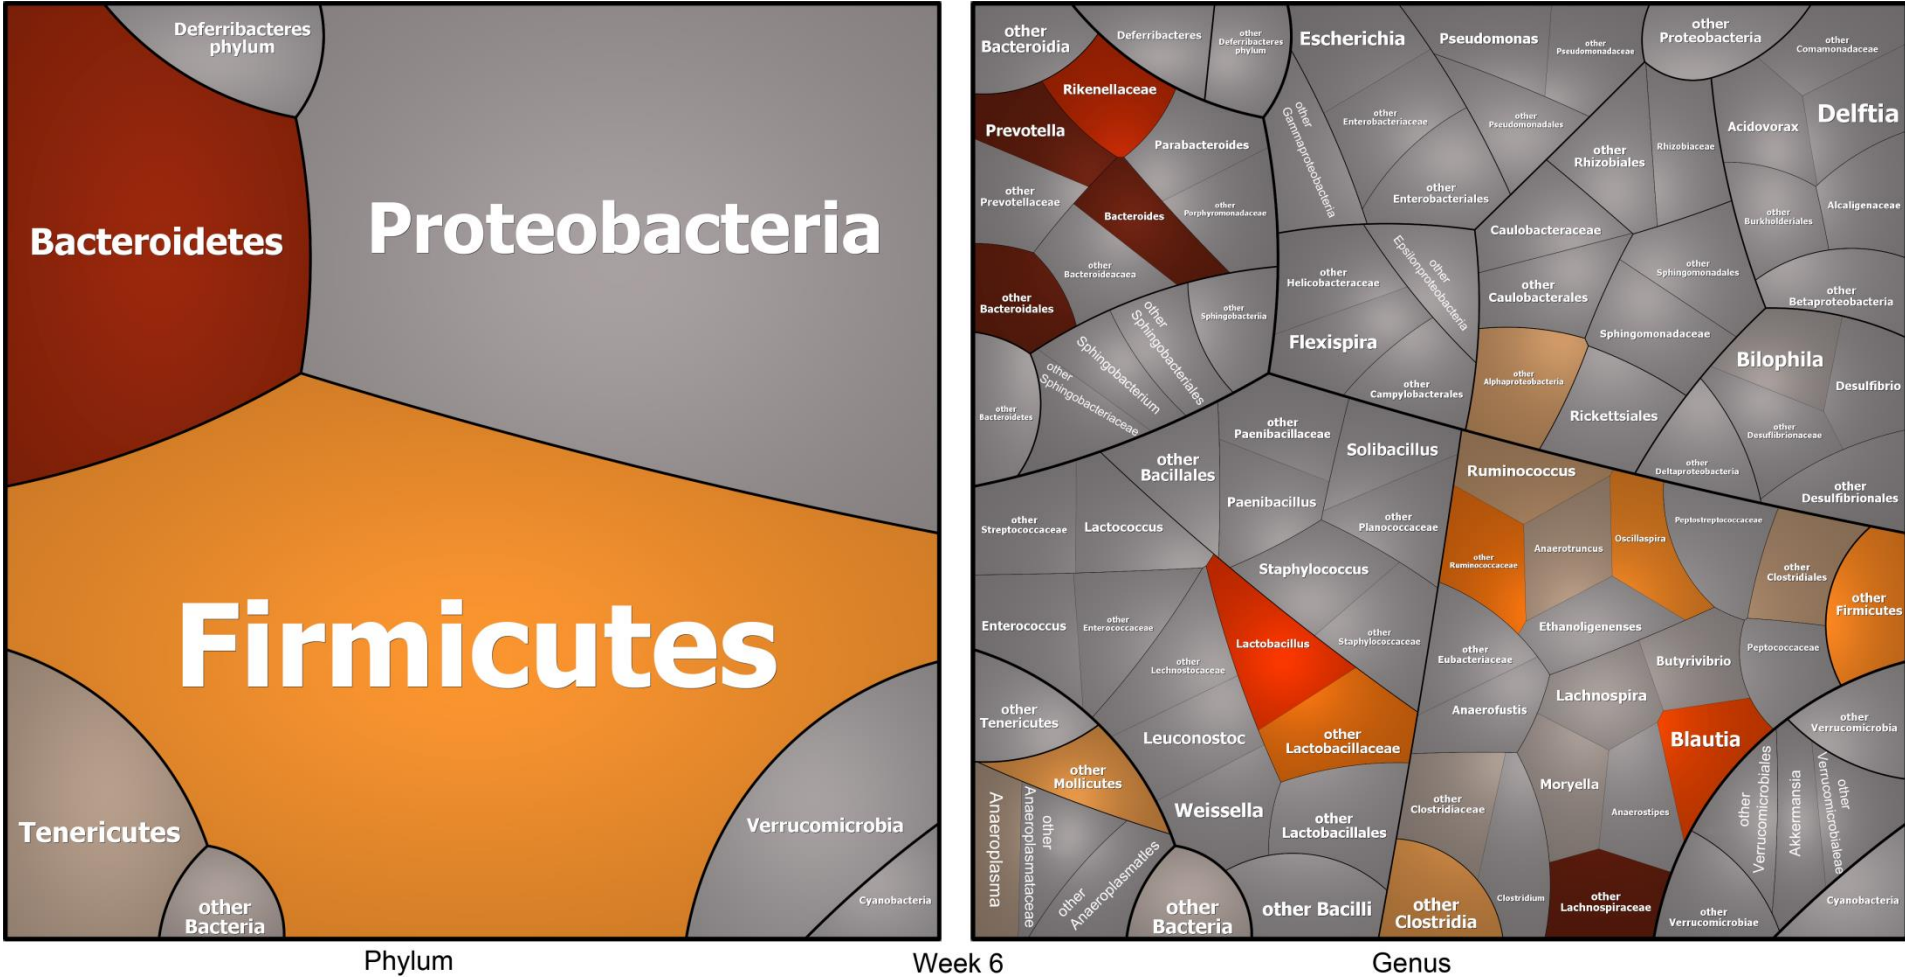 Deferribacteres
phylum
Bacteroidetes
Proteobacteria
Firmicutes
Tenericutes
Verrucomicrobia
other
Bacteria
Cyanobacteria
other
Bacteroidia
Deferribacteres
other
Deferribacteres
phylum
Escherichia
Pseudomonas
other
Pseudomonadaceae
other
Proteobacteria
other
Comamonadaceae
Rikenellaceae
Prevotella
Parabacteroides
other
Gammaproteobacteria
other
Enterobacteriaceae
other
Pseudomonadales
other
Rhizobiales
Rhizobiaceae
Acidovorax
Delftia
other
Prevotellaceae
Bacteroides
other
Porphyromonadaceae
other
Enterobacteriales
other
Burkholderiales
Alcaligenaceae
other
Bacteroideacaea
other
Bacteroidales
other
Helicobacteraceae
other
Epsilonproteobacteria
Caulobacteraceae
other
Caulobacterales
other
Sphingomonadales
other
Betaproteobacteria
other
Sphingobacteriia
other
Sphingobacteriales
Sphingobacterium
other
Sphingobacteriaceae
other
Bacteroidetes
Flexispira
other
Campylobacterales
other
Alphaproteobacteria
Sphingomonadaceae
Rickettsiales
Bilophila
Desulfibrio
other
Desuflibrionaceae
other
Deltaproteobacteria
other
Desulfibrionales
other
Bacillales
other
Paenibacillaceae
Solibacillus
Ruminococcus
other
Streptococcaceae
Lactococcus
Paenibacillus
other
Planococcaceae
other
Ruminococcaceae
Anaerotruncus
Oscillaspira
Peptostreptococcaceae
other
Clostridiales
other
Firmicutes
Staphylococcus
Enterococcus
other
Enterococcaceae
Lactobacillus
other
Staphylococcaceae
other
Lechnostocaceae
other
Eubacteriaceae
Ethanoligenenses
Butyrivibrio
Peptococcaceae
Lachnospira
Anaerofustis
other
Tenericutes
Leuconostoc
other
Lactobacillaceae
Blautia
other
Verrucomicrobia
other
Mollicutes
Moryella
Anaerostipes
other
Clostridiaceae
Anaeroplasma
other
Anaeroplasmataceae
other
Anaeroplasmatles
Weissella
other
Lactobacillales
other
Verrucomicrobiales
Akermansia
other
Verrucomicrobialeae
other
Bacteria
other Bacilli
other
Clostridia
Clostridium
other
Lachnospiraceae
other
Verrucomicrobiae
Cyanobacteria
Phylum
Week 6
Genus